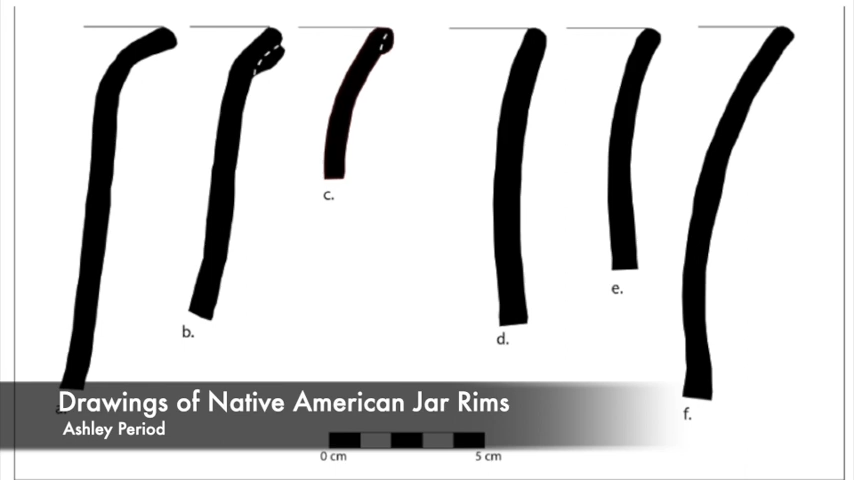 c.
e.
b.
d.
Drawings of Native American Jar Rims
f.
Ashley Period
0 cm 5 cm